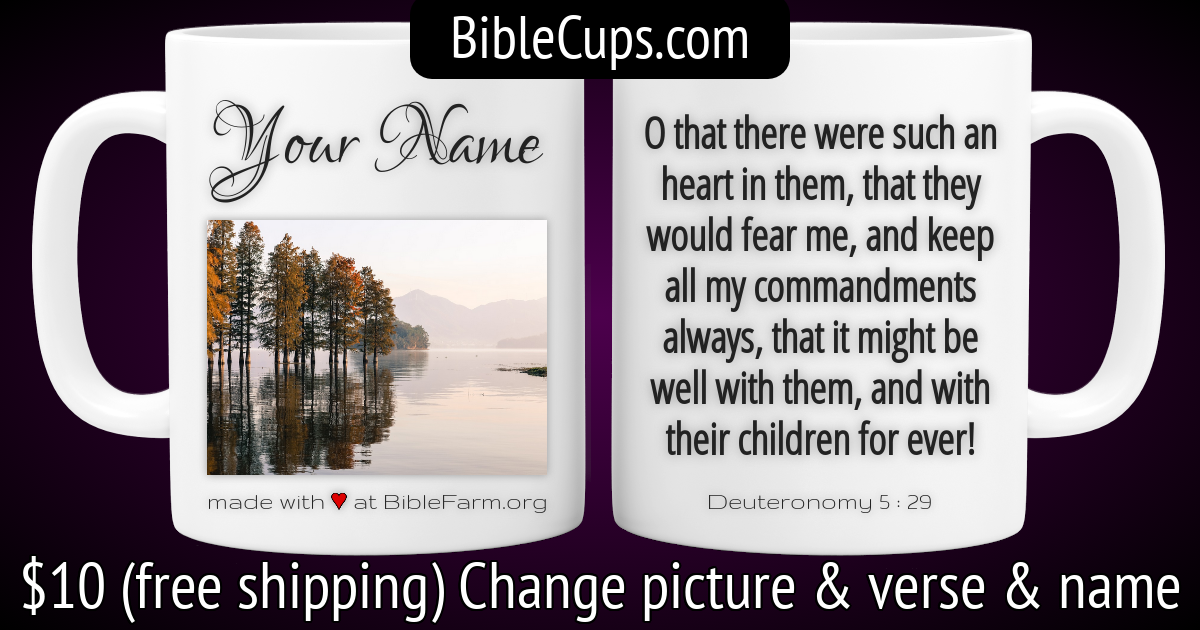 BibleCups.com
Your Name
made with ♥ at BibleFarm.org
O that there were such an
heart in them, that they
would fear me, and keep
all my commandments
always, that it might be
well with them, and with
their children for ever!
Deuteronomy 5 : 29
$10 (free shipping) Change picture & verse & name